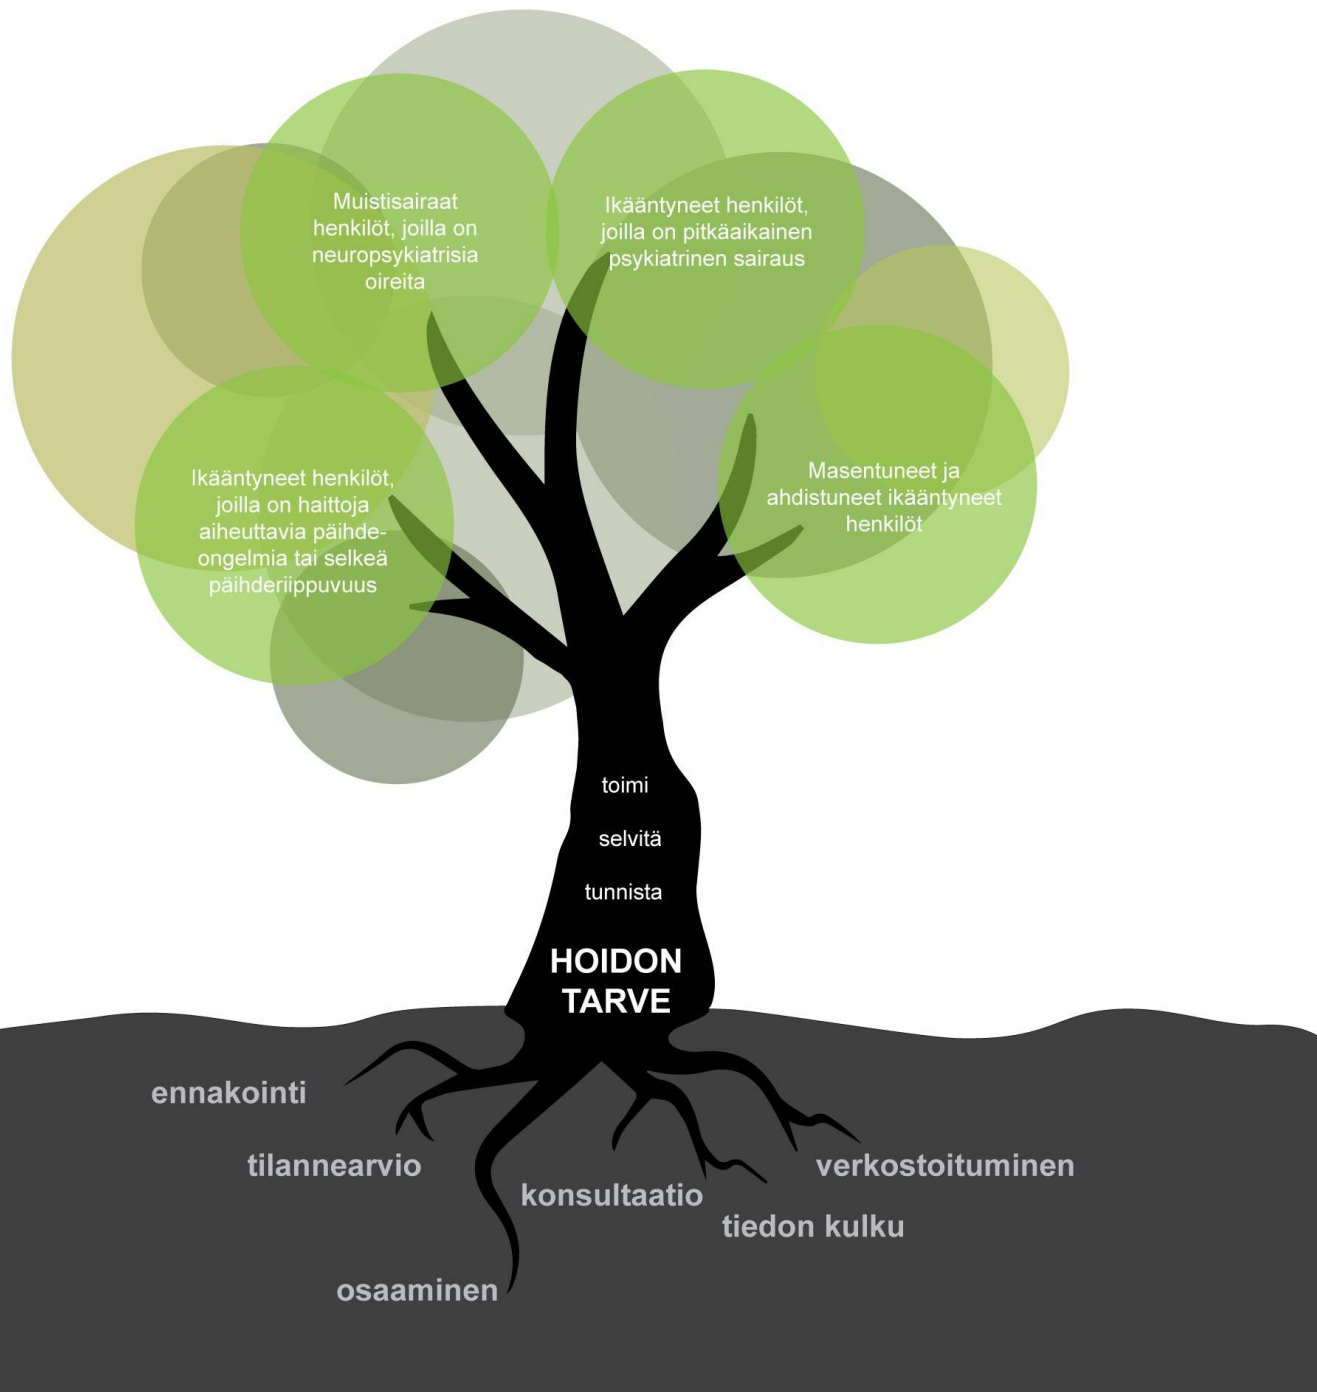 Muistisairaat
henkilöt, joilla on
neuropsykiatrisia
oireita
Ikääntyneet henkilöt,
joilla on pitkäaikainen
psykiatrinen sairaus
Ikääntyneet henkilöt,
joilla on haittoja
aiheuttavia päihde-
ongelmia tai selkeä
päihderiippuvuus
Masentuneet ja
ahdistuneet ikääntyneet
henkilöt
toimi
selvitä
tunnista
HOIDON
TARVE
ennakointi
tilannearvio
konsultaatio
verkostoituminen
tiedon kulku
osaaminen